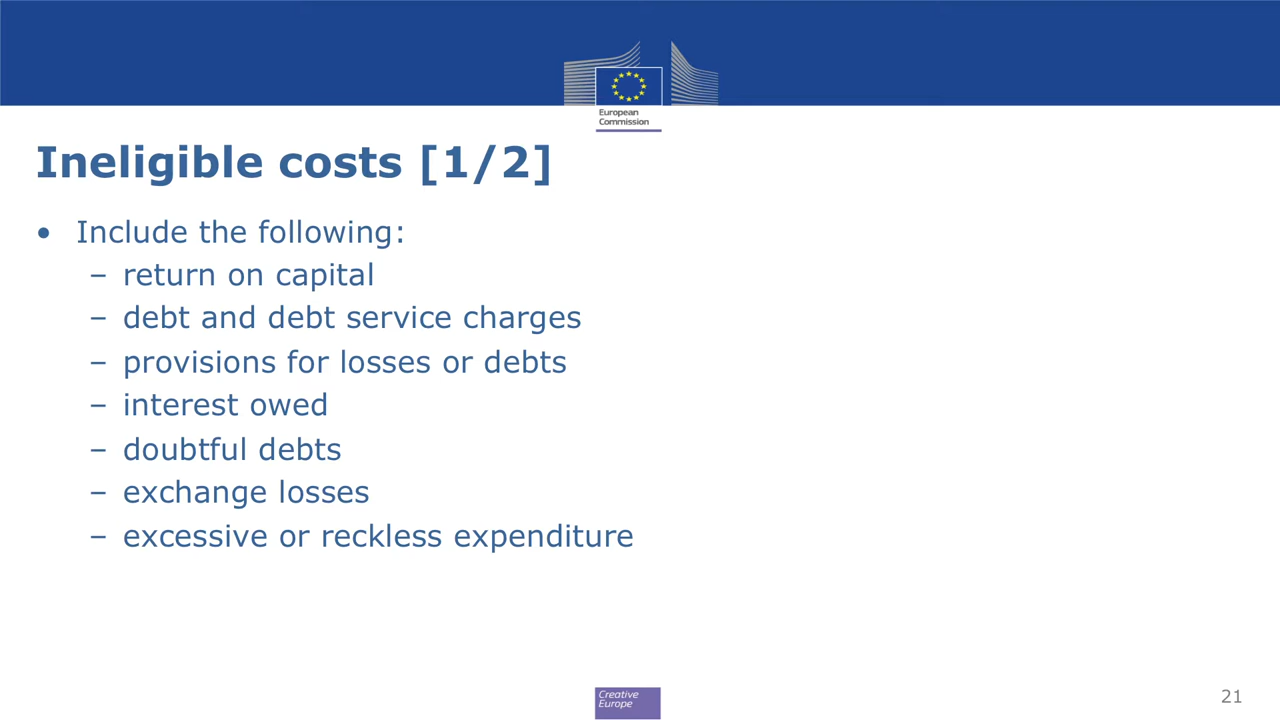 European
Commission
Ineligible costs [1/2]
• Include the following:
– return on capital
– debt and debt service charges
– provisions for losses or debts
– interest owed
– doubtful debts
– exchange losses
– excessive or reckless expenditure
Creative
Europe
21